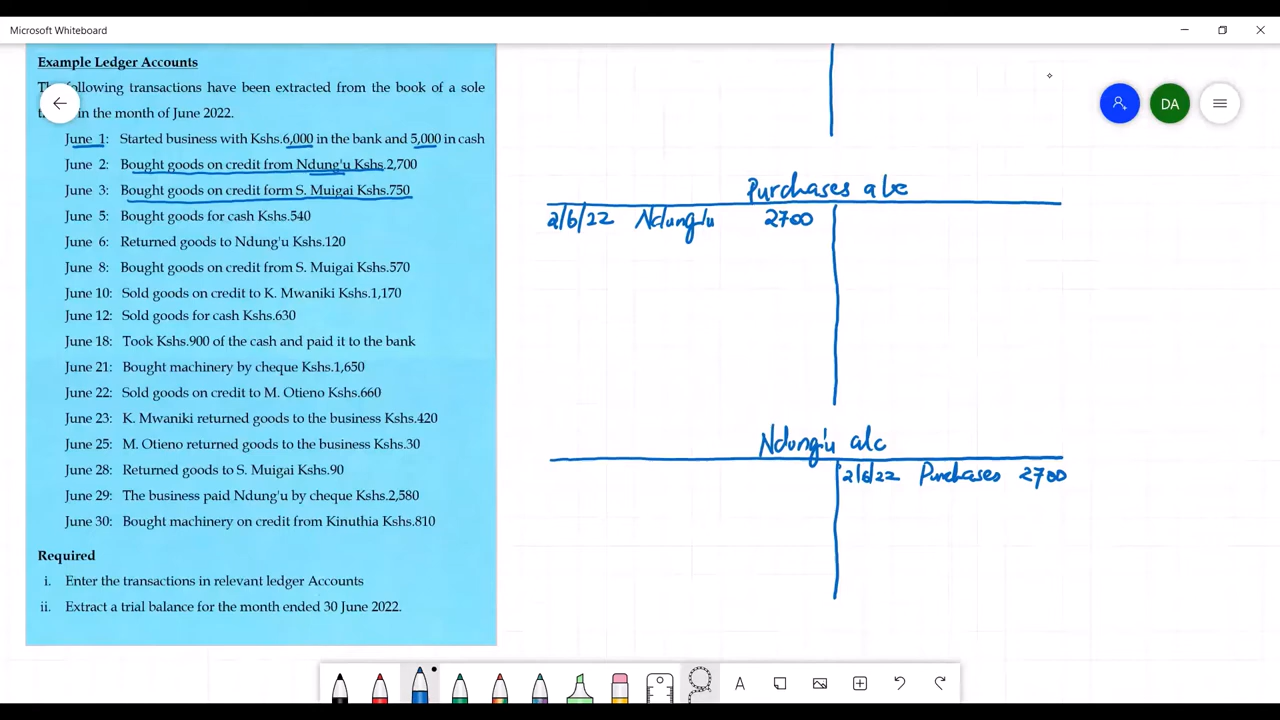 Microsoft Whiteboard
Example Ledger Accounts
The following transactions have been extracted from the book of a sole
in the month of June 2022.
June 1: Started business with Kshs.6,000 in the bank and 5,000 in cash
June 2: Bought goods on credit from Ndung'u Kshs.2,700
June 3: Bought goods on credit form S. Muigai Kshs.750
June 5: Bought goods for cash Kshs.540
June 6: Returned goods to Ndung'u Kshs.120
June 8: Bought goods on credit from S. Muigai Kshs.570
June 10: Sold goods on credit to K. Mwaniki Kshs.1,170
June 12: Sold goods for cash Kshs.630
June 18: Took Kshs.900 of the cash and paid it to the bank
June 21: Bought machinery by cheque Kshs.1,650
June 22: Sold goods on credit to M. Otieno Kshs.660
June 23: K. Mwaniki returned goods to the business Kshs.420
June 25: M. Otieno returned goods to the business Kshs.30
June 28: Returned goods to S. Muigai Kshs.90
June 29: The business paid Ndung'u by cheque Kshs.2,580
June 30: Bought machinery on credit from Kinuthia Kshs.810
Required
i. Enter the transactions in relevant ledger Accounts
ii. Extract a trial balance for the month ended 30 June 2022.
Purchases a/c
2/6/22 Ndung'u 2700
Ndung'u a/c
2/6/22 Purchases 2700
DA
A